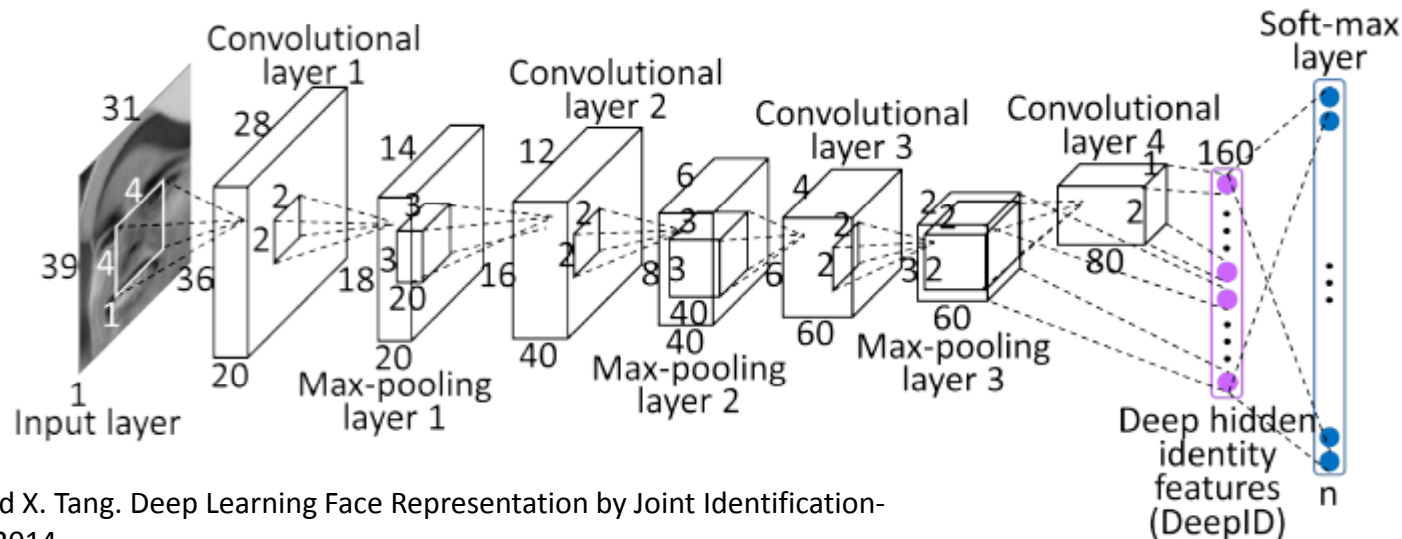 Convolutional
layer 1
Convolutional
layer 2
Convolutional
layer 3
Convolutional
layer 4
Soft-max
layer
31
39
4
4
1
1
Input layer
28
36
2
2
20
14
18
3
3
20
20
Max-pooling
layer 1
12
16
2
2
40
6
8
3
3
40
40
Max-pooling
layer 2
4
6
2
2
60
2
3
2
2
60
Max-pooling
layer 3
1
2
80
160
Deep hidden
identity
features
(DeepID)
n
d X. Tang. Deep Learning Face Representation by Joint Identification-